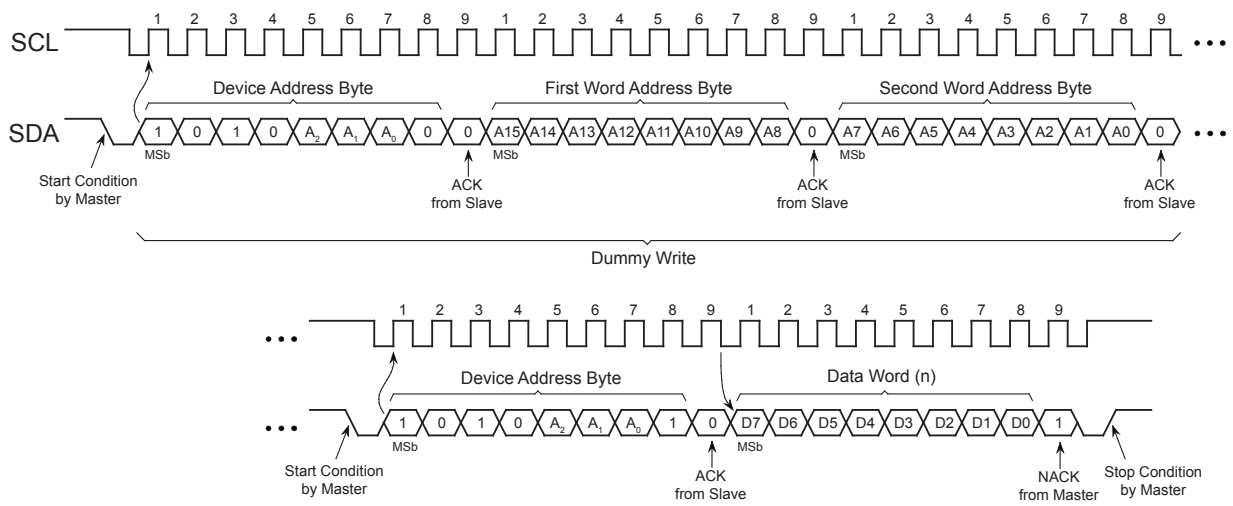 1 2 3 4 5 6 7 8 9 1 2 3 4 5 6 7 8 9 1 2 3 4 5 6 7 8 9
SCL
Device Address Byte First Word Address Byte Second Word Address Byte
SDA 1 0 1 0 A₂ A₁ A₀ 0 0 A15 A14 A13 A12 A11 A10 A9 A8 0 A7 A6 A5 A4 A3 A2 A1 A0 0
MSb MSb MSb
Start Condition
by Master
ACK
from Slave
ACK
from Slave
ACK
from Slave
Dummy Write
1 2 3 4 5 6 7 8 9 1 2 3 4 5 6 7 8 9
Device Address Byte Data Word (n)
1 0 1 0 A₂ A₁ A₀ 1 0 D7 D6 D5 D4 D3 D2 D1 D0 1
MSb MSb
Start Condition
by Master
ACK
from Slave
NACK
from Master
Stop Condition
by Master